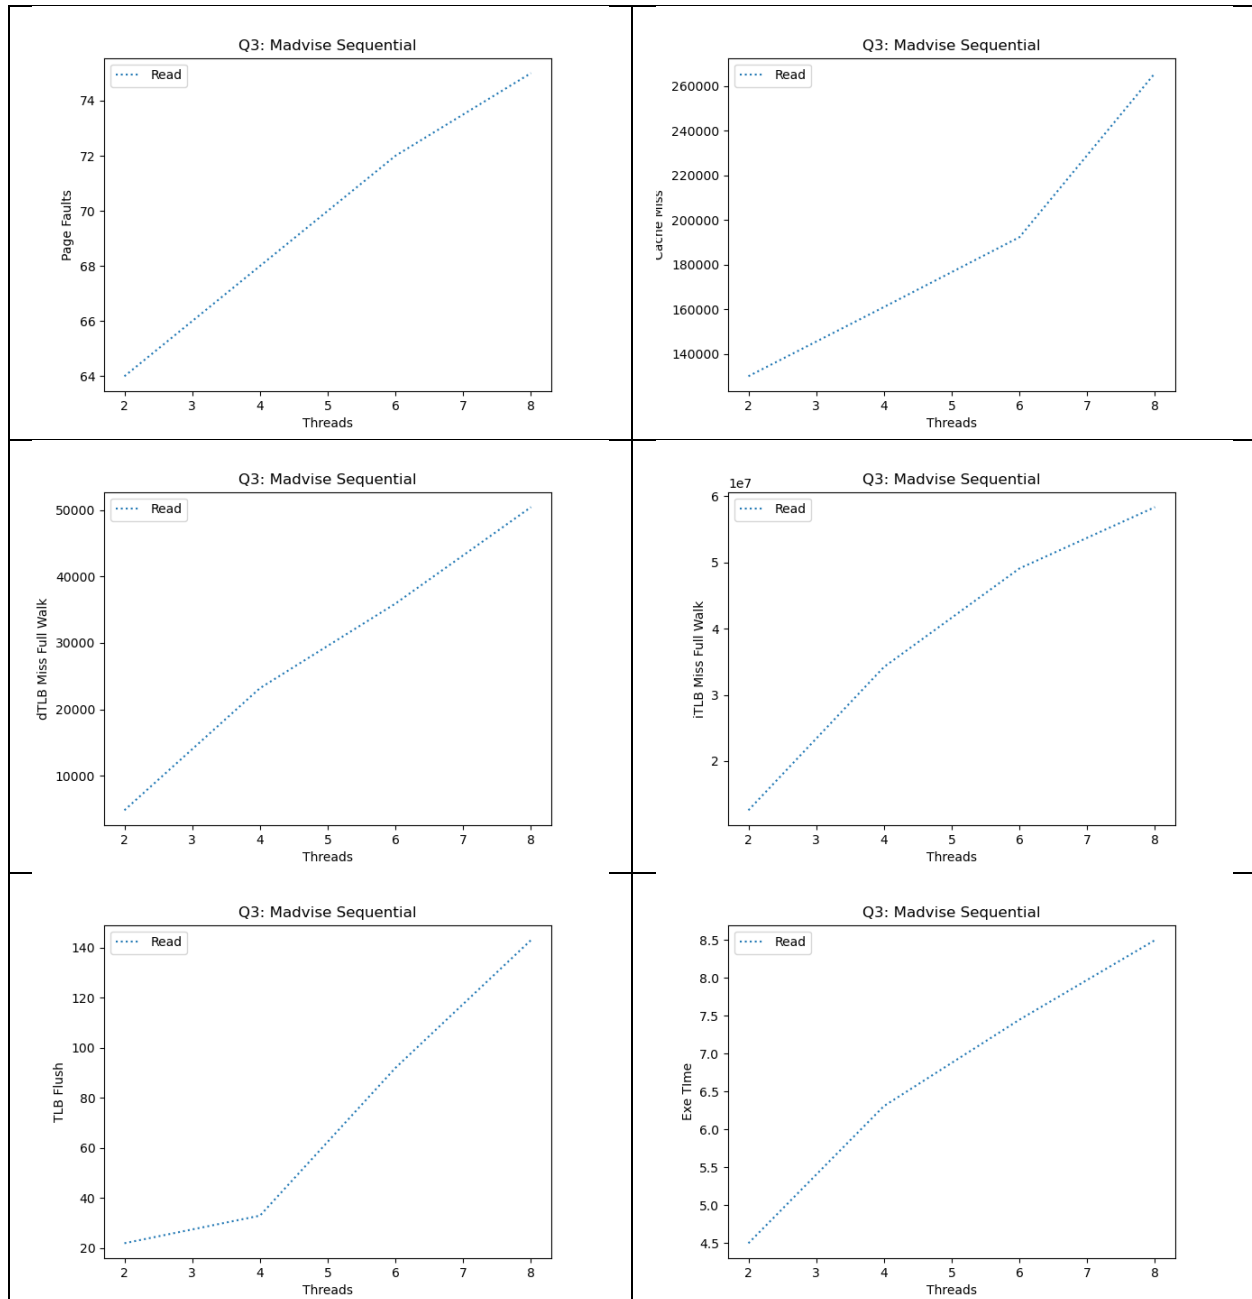 Q3: Madvise Sequential
Read
Page Faults
74
72
70
68
66
64
2 3 4 5 6 7 8
Threads
Q3: Madvise Sequential
Read
Cache Miss
260000
240000
220000
200000
180000
160000
140000
2 3 4 5 6 7 8
Threads
Q3: Madvise Sequential
Read
dTLB Miss Full Walk
50000
40000
30000
20000
10000
2 3 4 5 6 7 8
Threads
Q3: Madvise Sequential
1e7
Read
iTLB Miss Full Walk
6
5
4
3
2
2 3 4 5 6 7 8
Threads
Q3: Madvise Sequential
Read
TLB Flush
140
120
100
80
60
40
20
2 3 4 5 6 7 8
Threads
Q3: Madvise Sequential
Read
Exe TIme
8.5
8.0
7.5
7.0
6.5
6.0
5.5
5.0
4.5
2 3 4 5 6 7 8
Threads